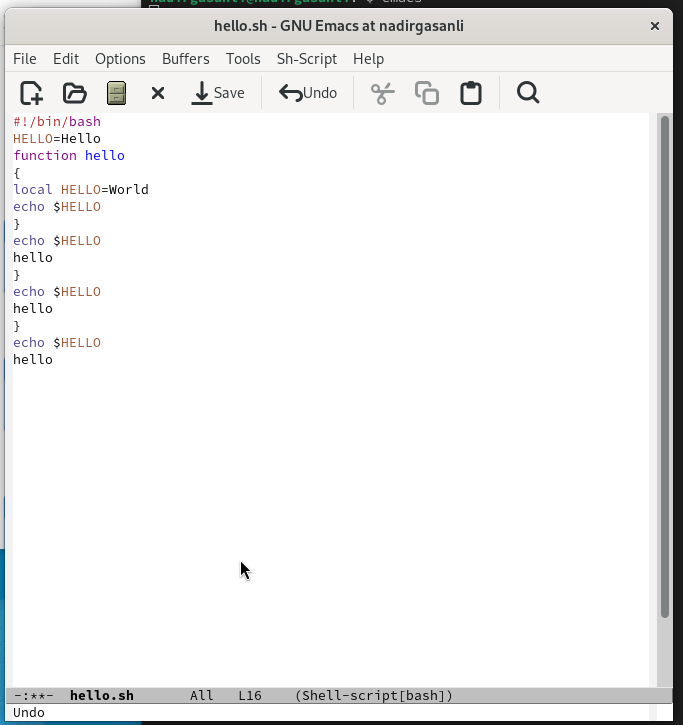 hello.sh - GNU Emacs at nadirgasanli
File Edit Options Buffers Tools Sh-Script Help
Save Undo
#!/bin/bash
HELLO=Hello
function hello
{
local HELLO=World
echo $HELLO
}
echo $HELLO
hello
}
echo $HELLO
hello
}
echo $HELLO
hello
-:**- hello.sh All L16 (Shell-script[bash])
Undo